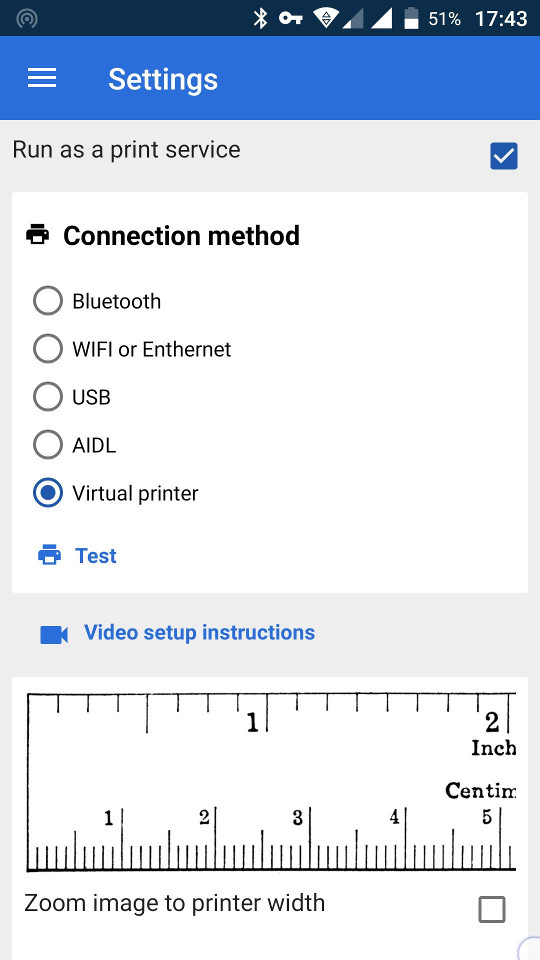 51% 17:43
Settings
Run as a print service
Connection method
Bluetooth
WIFI or Enthernet
USB
AIDL
Virtual printer
Test
Video setup instructions
1 2
Inch
Centim
1 2 3 4 5
Zoom image to printer width